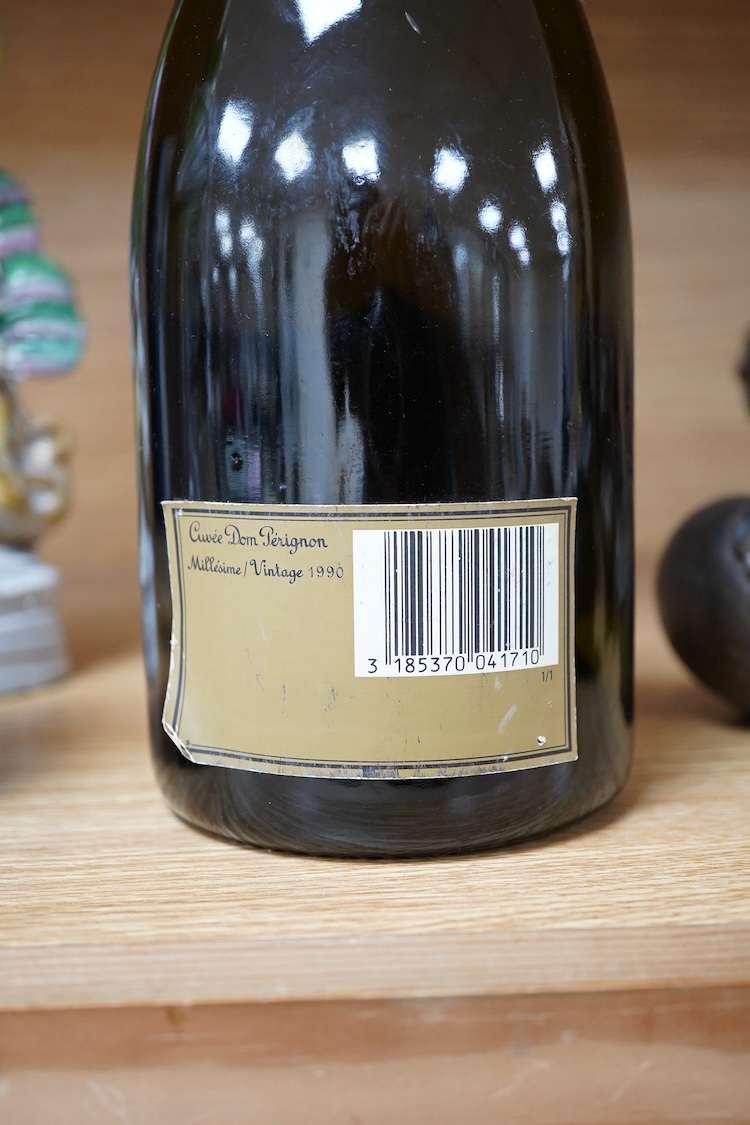 Cuvée Dom Pérignon
Millésime/Vintage 1990
3 185370 041710
1/1